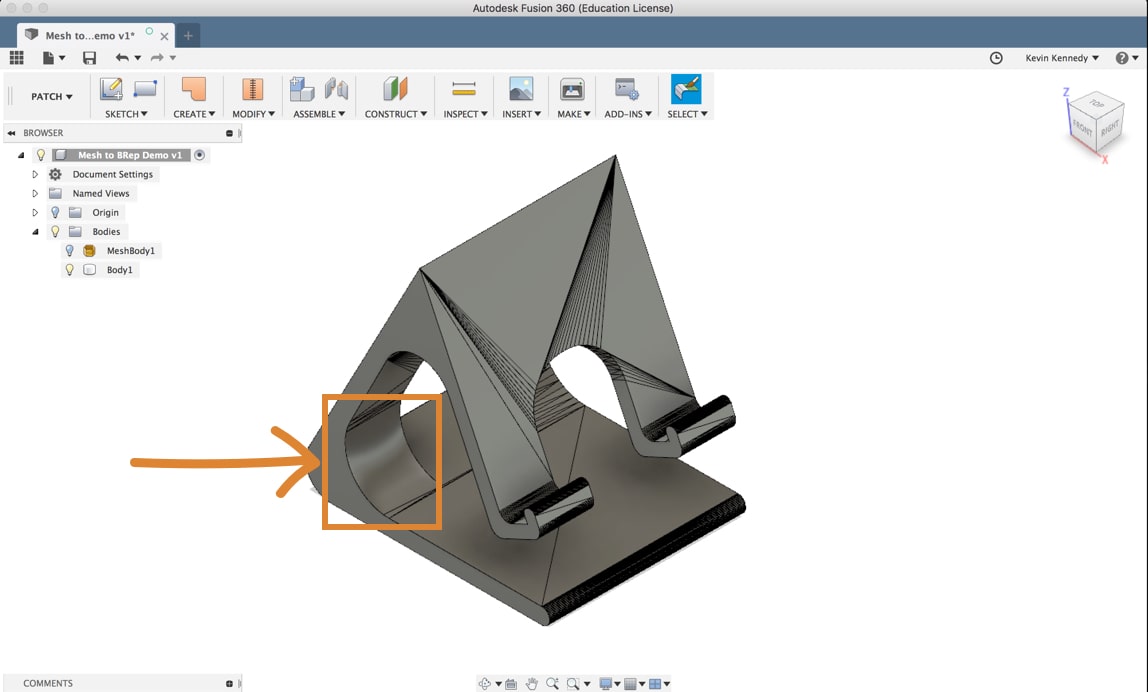 Autodesk Fusion 360 (Education License)
Mesh to...emo v1*
Kevin Kennedy
PATCH
SKETCH
CREATE
MODIFY
ASSEMBLE
CONSTRUCT
INSPECT
INSERT
MAKE
ADD-INS
SELECT
BROWSER
Mesh to BRep Demo v1
Document Settings
Named Views
Origin
Bodies
MeshBody1
Body1
Z
TOP
FRONT
RIGHT
X
COMMENTS